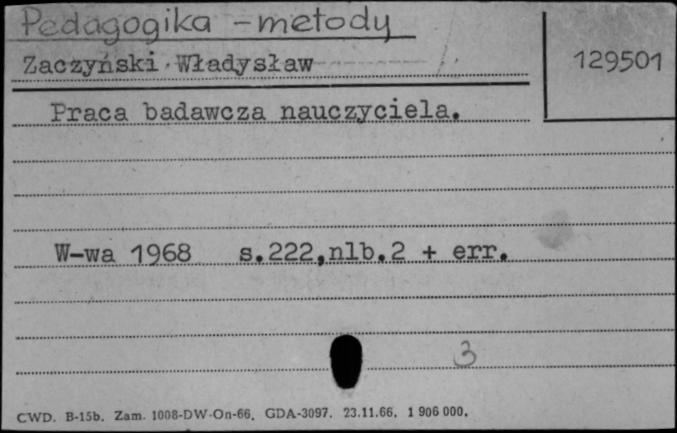 Pedagogika - metody
Zaczyński Władysław
129501
Praca badawcza nauczyciela.
W-wa 1968 s.222,nlb.2 + err.
3
CWD. B-15b. Zam. 1008-DW-On-66. GDA-3097. 23.11.66. 1 906 000.